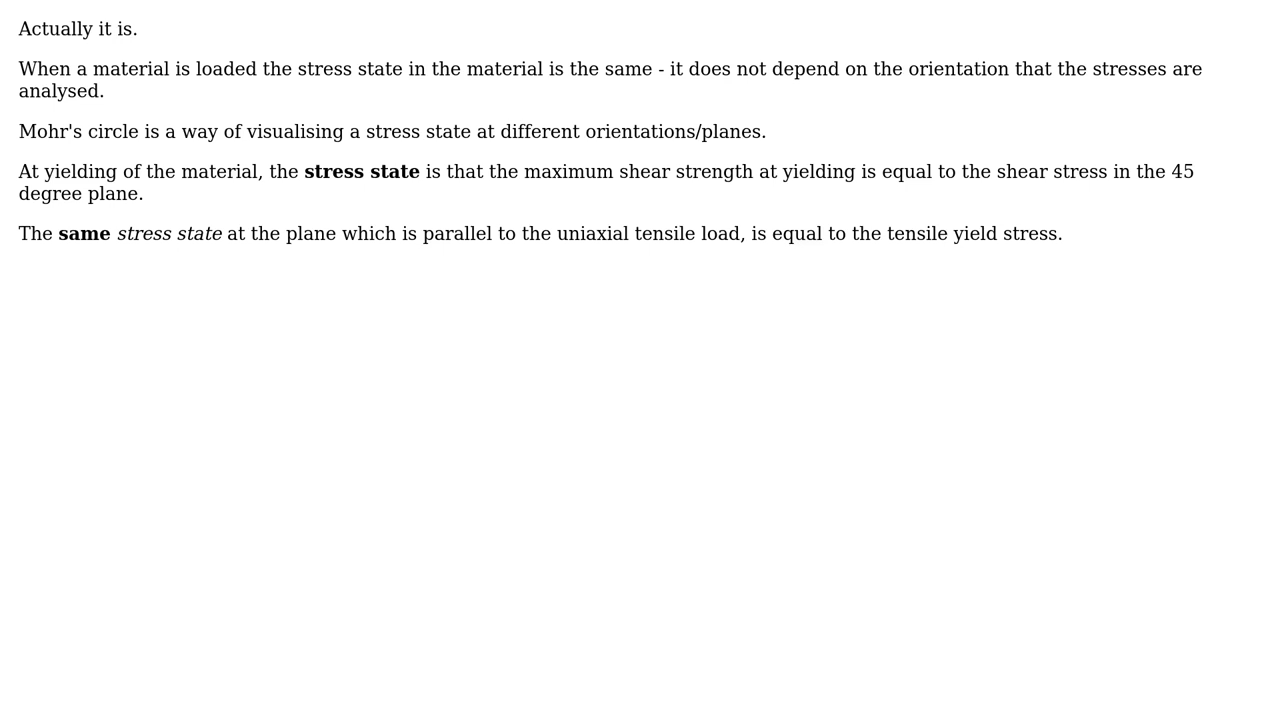 Actually it is.
When a material is loaded the stress state in the material is the same - it does not depend on the orientation that the stresses are
analysed.
Mohr's circle is a way of visualising a stress state at different orientations/planes.
At yielding of the material, the stress state is that the maximum shear strength at yielding is equal to the shear stress in the 45
degree plane.
The same stress state at the plane which is parallel to the uniaxial tensile load, is equal to the tensile yield stress.